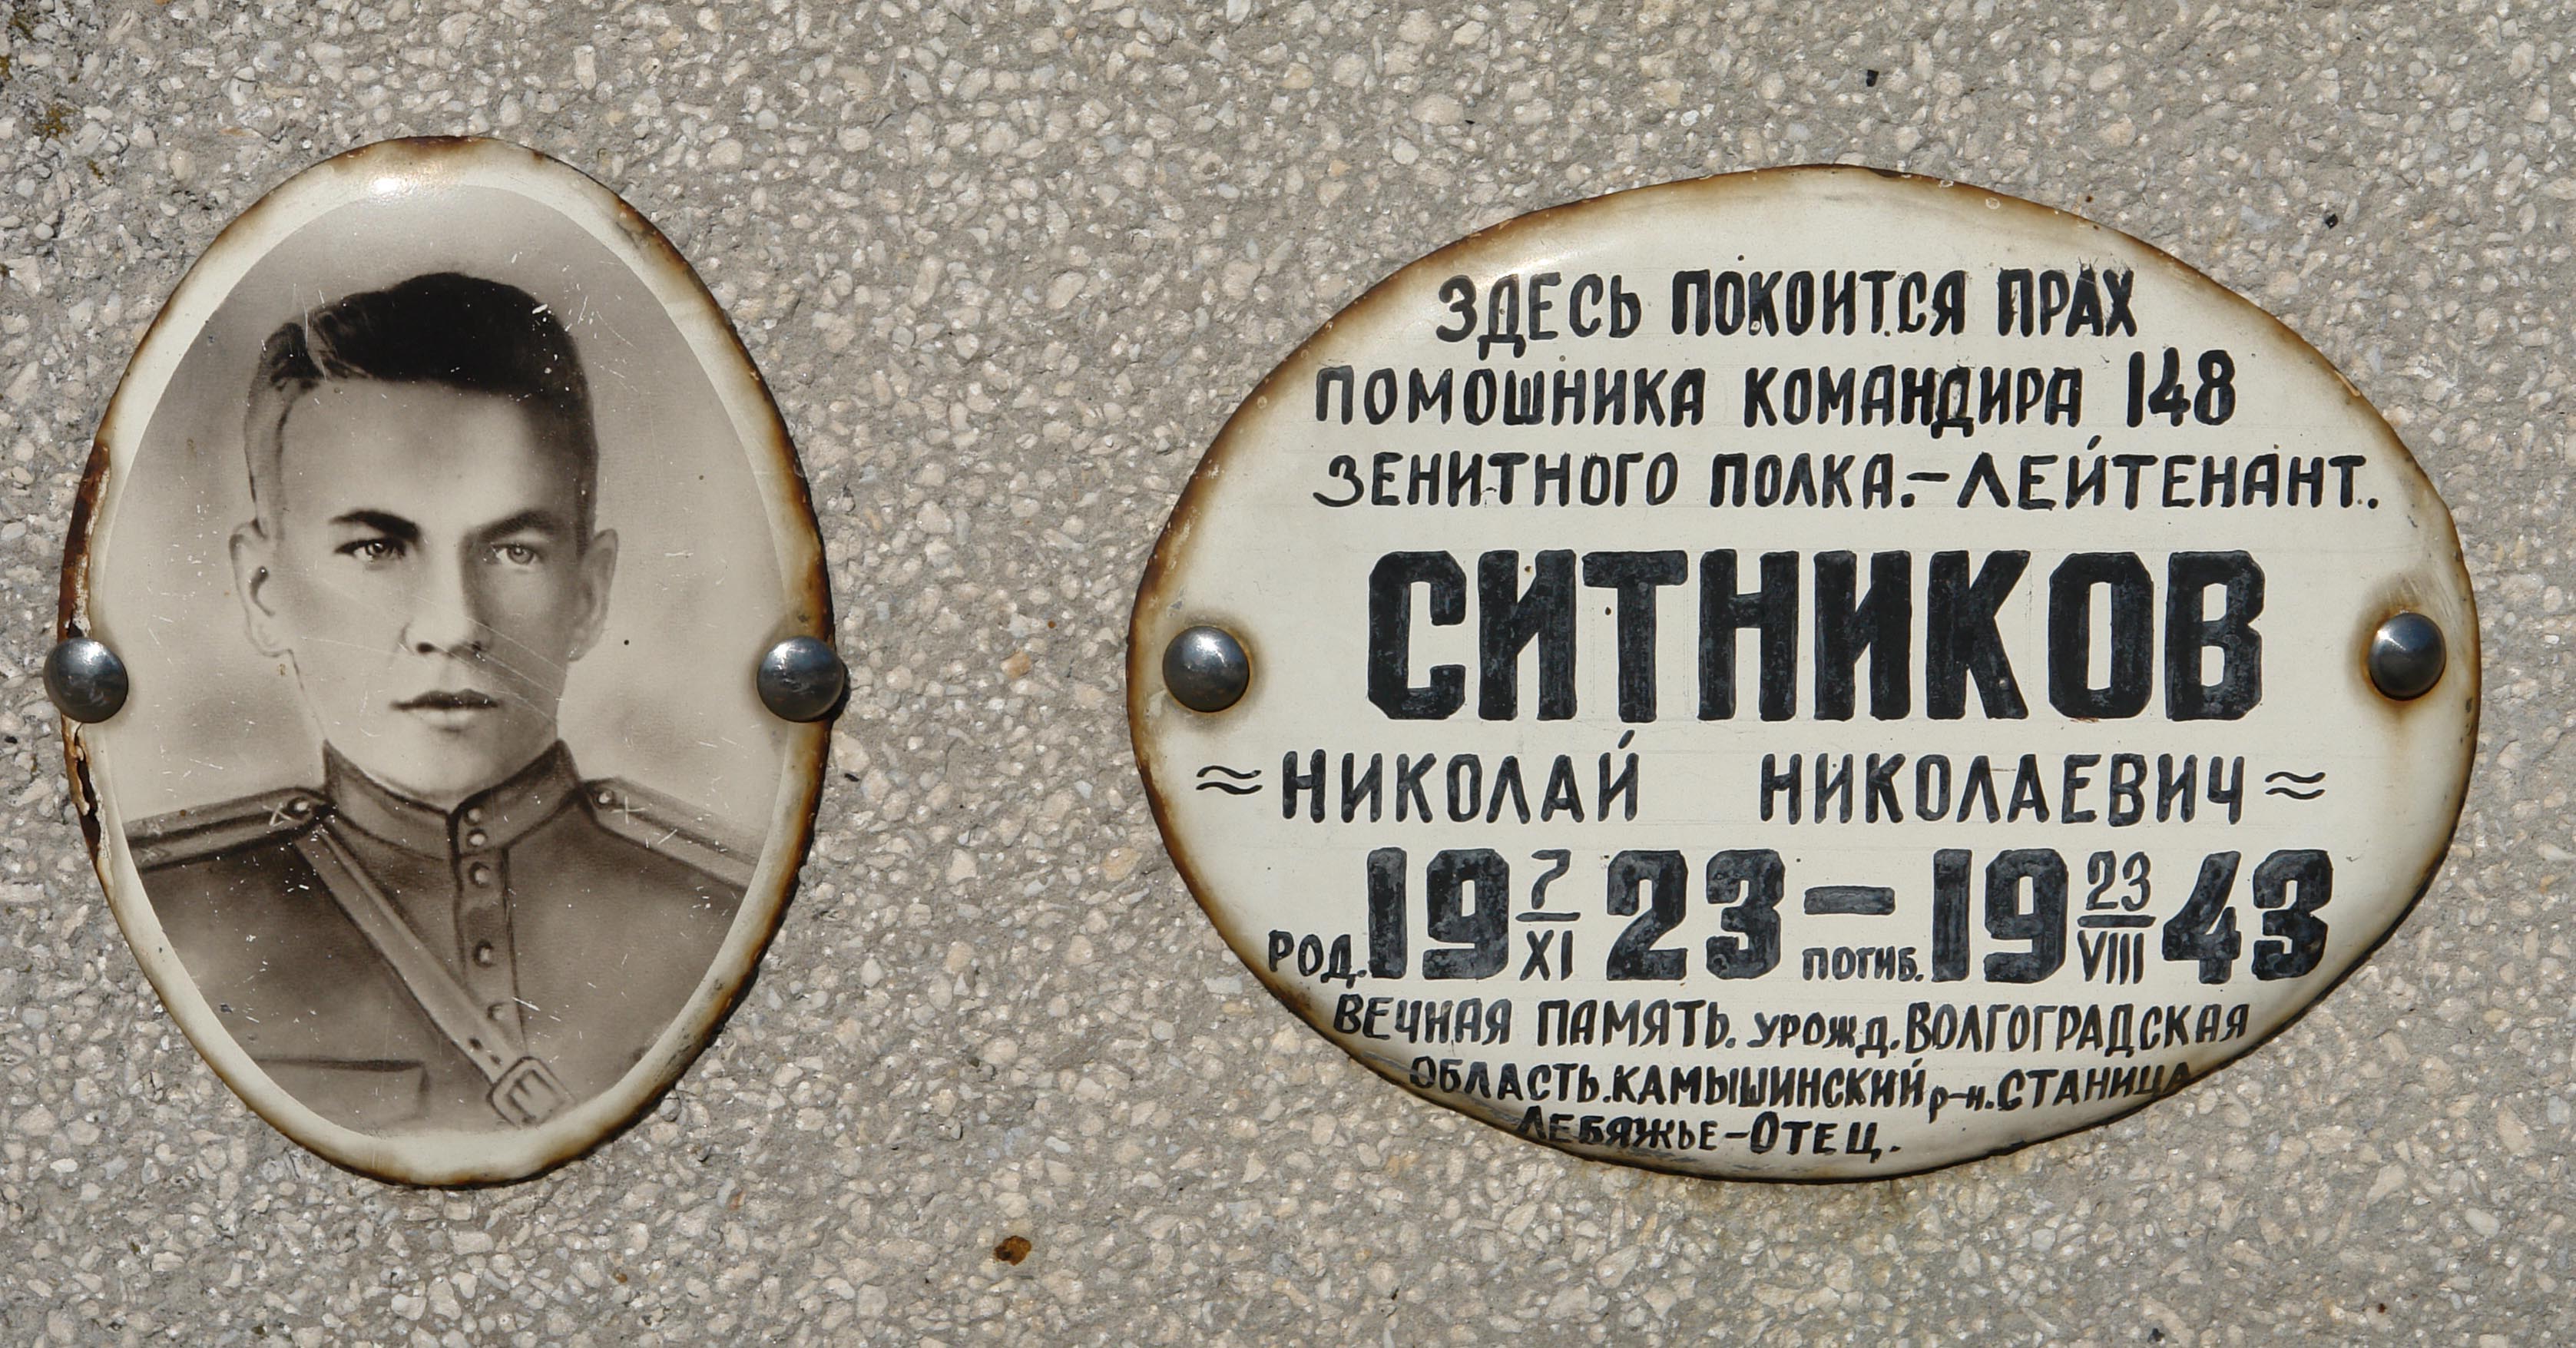 ЗДЕСЬ ПОКОИТСЯ ПРАХ
ПОМОШНИКА КОМАНДИРА 148
ЗЕНИТНОГО ПОЛКА.-ЛЕЙТЕНАНТ.
СИТНИКОВ
≈НИКОЛАЙ НИКОЛАЕВИЧ≈
РОД. 19 7/XI 23 — ПОГИБ. 19 23/VIII 43
ВЕЧНАЯ ПАМЯТЬ. УРОЖД. ВОЛГОГРАДСКАЯ
ОБЛАСТЬ. КАМЫШИНСКИЙ Р-Н. СТАНИЦА
ЛЕБЯЖЬЕ-ОТЕЦ.